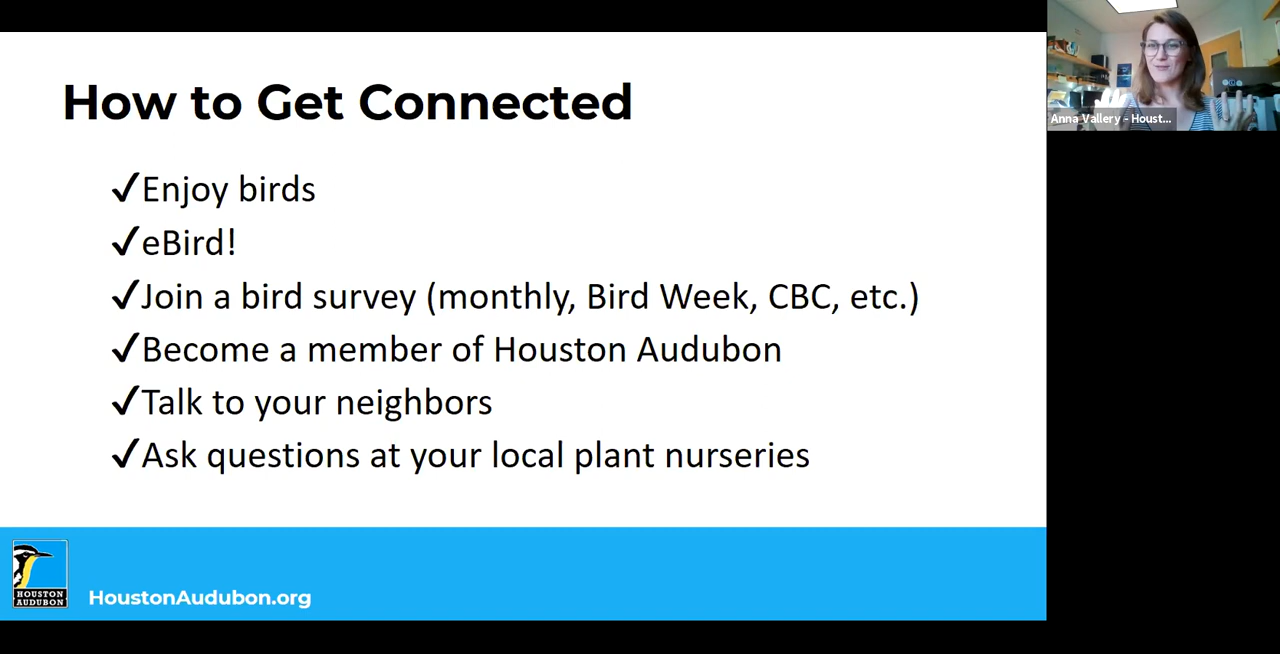 How to Get Connected
✓Enjoy birds
✓eBird!
✓Join a bird survey (monthly, Bird Week, CBC, etc.)
✓Become a member of Houston Audubon
✓Talk to your neighbors
✓Ask questions at your local plant nurseries
HOUSTON
AUDUBON
HoustonAudubon.org
Anna Vallery - Houst...